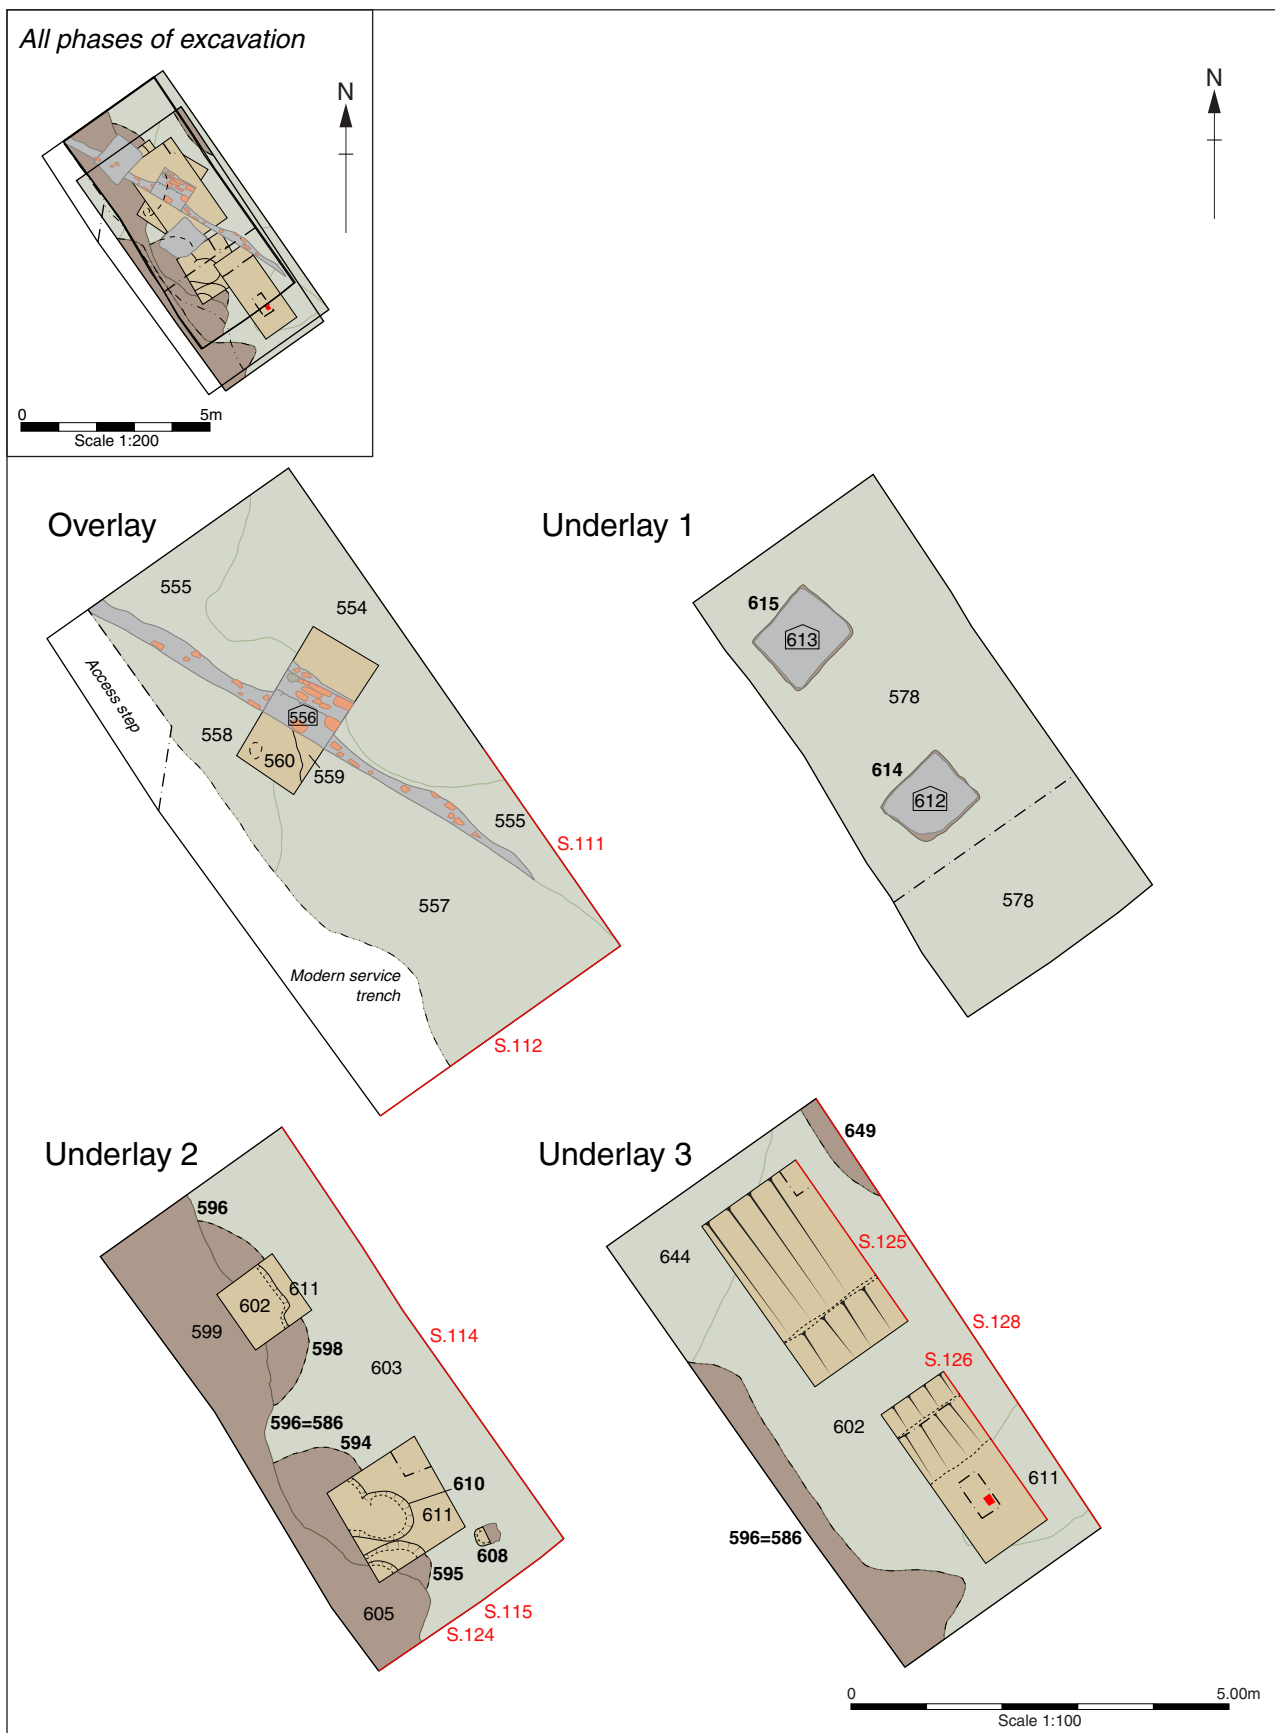 All phases of excavation
N
0 5m
Scale 1:200
N
Overlay
555
554
Access step
558
556
560
559
555
S.111
557
Modern service
trench
S.112
Underlay 1
615
613
578
614
612
578
Underlay 2
596
611
602
599
598
S.114
603
596=586
594
610
611
608
595
605
S.115
S.124
Underlay 3
649
644
S.125
S.128
S.126
602
611
596=586
0 5.00m
Scale 1:100